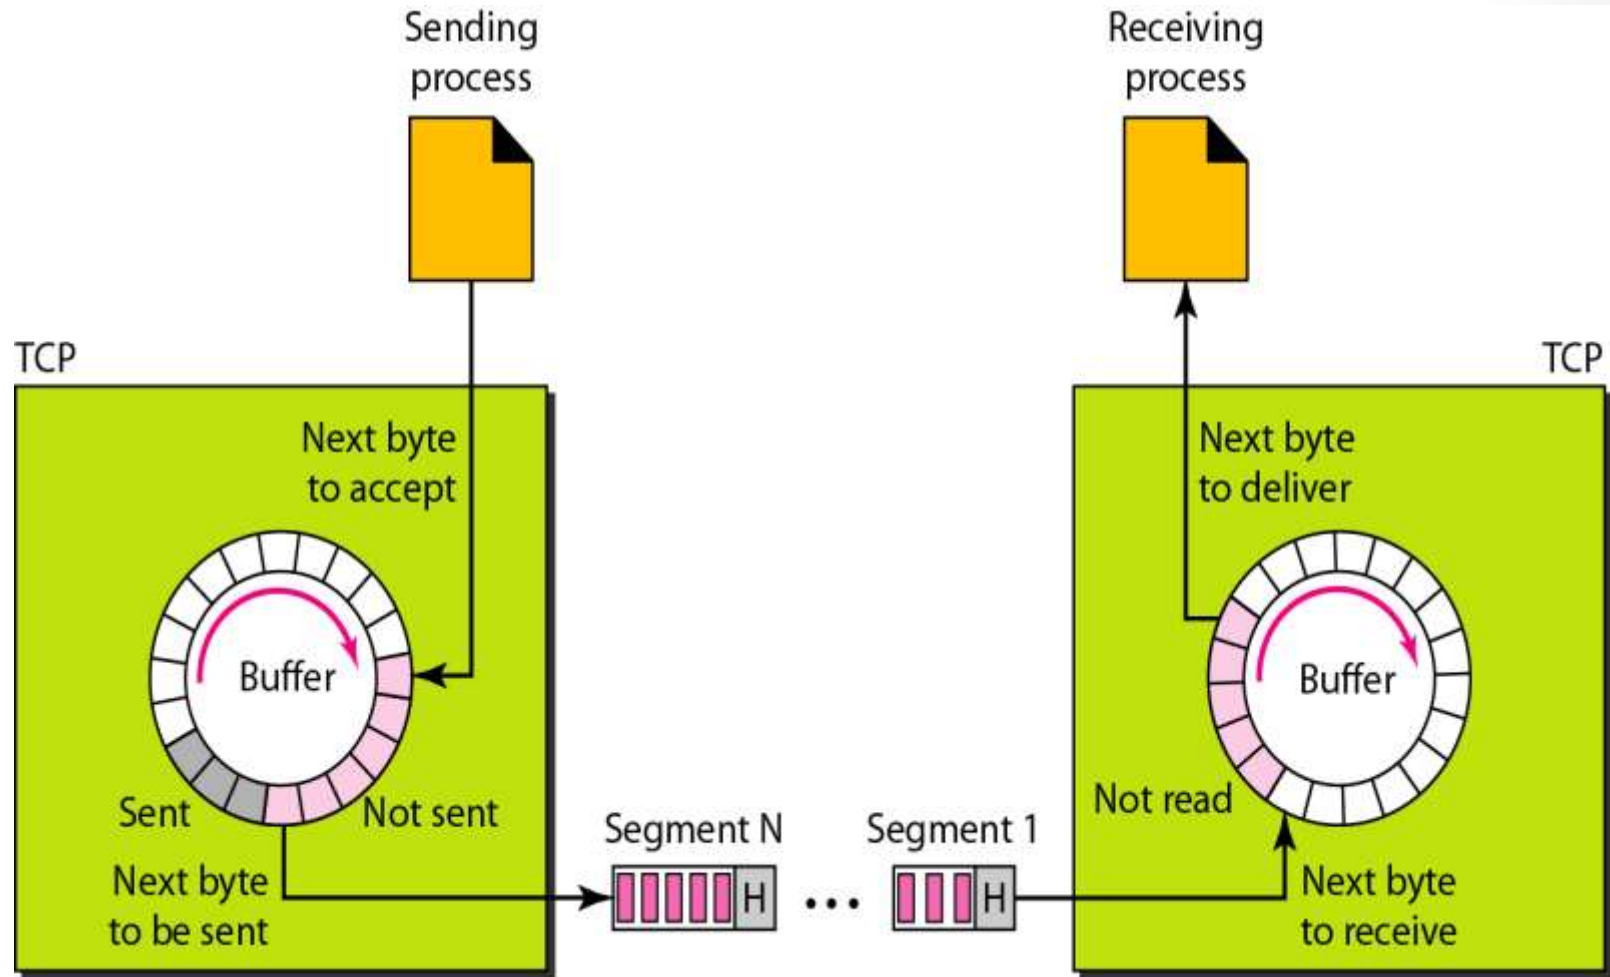 Sending
process
Receiving
process
TCP
TCP
Next byte
to accept
Next byte
to deliver
Buffer
Buffer
Sent
Not sent
Not read
Segment N
Segment 1
Next byte
to be sent
H
...
H
Next byte
to receive